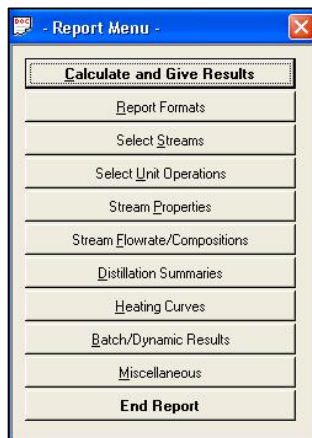 DOC
- Report Menu -
Calculate and Give Results
Report Formats
Select Streams
Select Unit Operations
Stream Properties
Stream Flowrate/Compositions
Distillation Summaries
Heating Curves
Batch/Dynamic Results
Miscellaneous
End Report